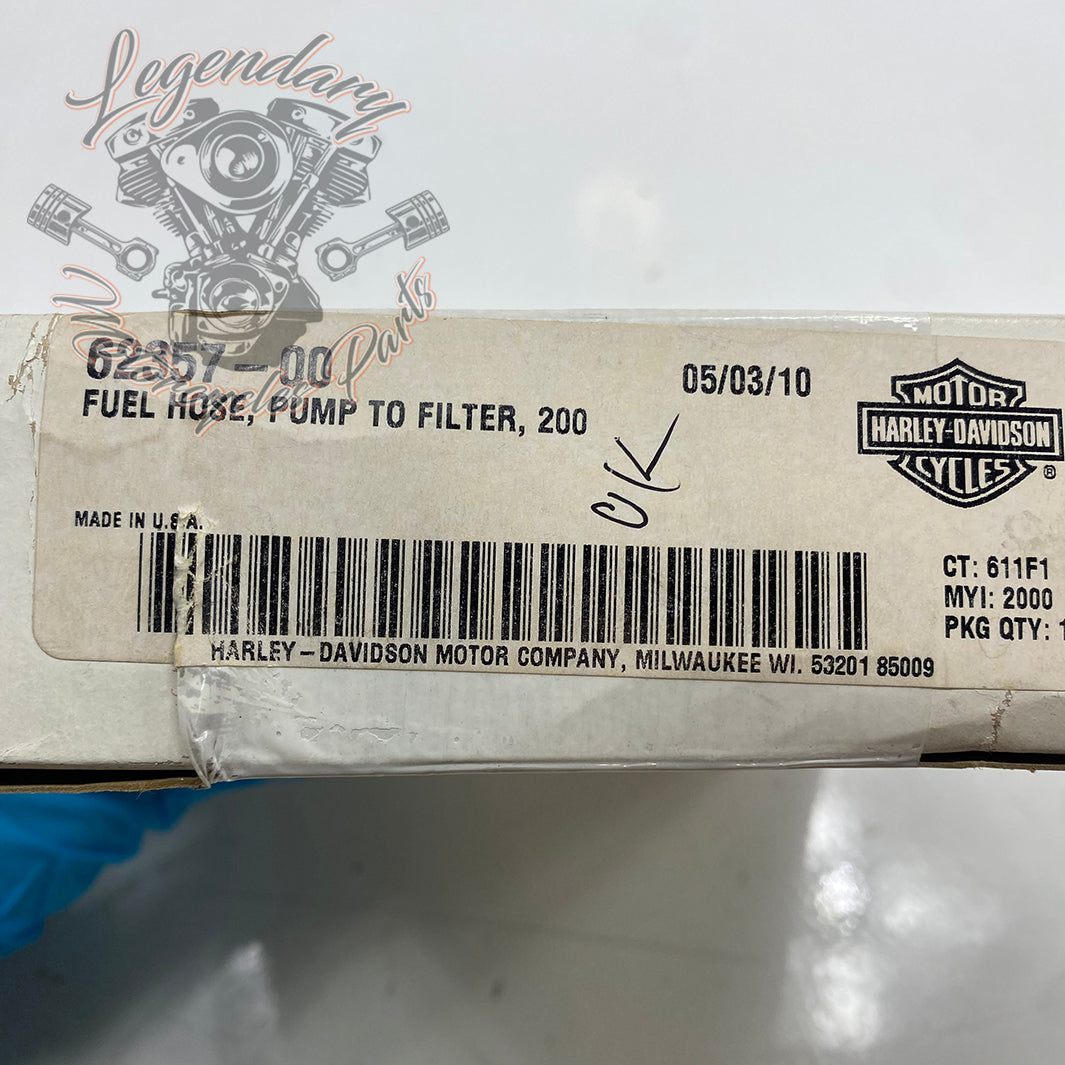 Legendary
W Motorcycles Parts
62357-00
05/03/10
FUEL HOSE, PUMP TO FILTER, 200
OK
MOTOR
HARLEY-DAVIDSON
CYCLES
®
MADE IN U.S.A.
CT: 611F1
MYI: 2000
PKG QTY: 1
HARLEY-DAVIDSON MOTOR COMPANY, MILWAUKEE WI. 53201 85009